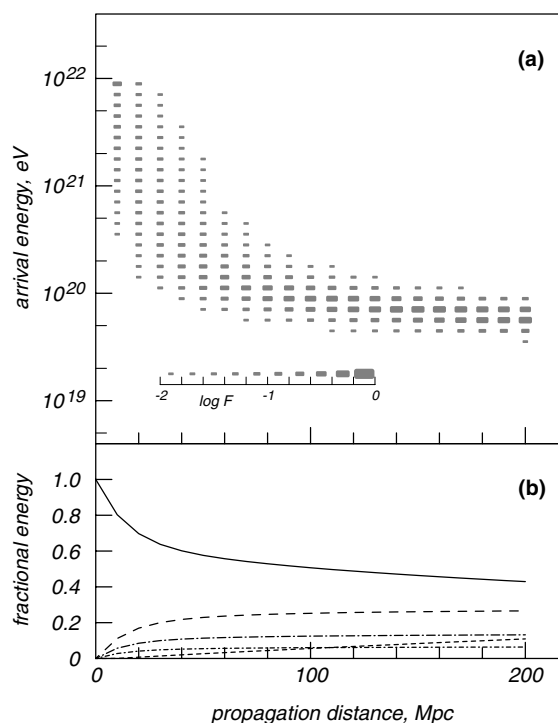 (a)
10^22
10^21
10^20
10^19
arrival energy, eV
-2 -1 0
log F
(b)
1.0
0.8
0.6
0.4
0.2
0
fractional energy
0 100 200
propagation distance, Mpc